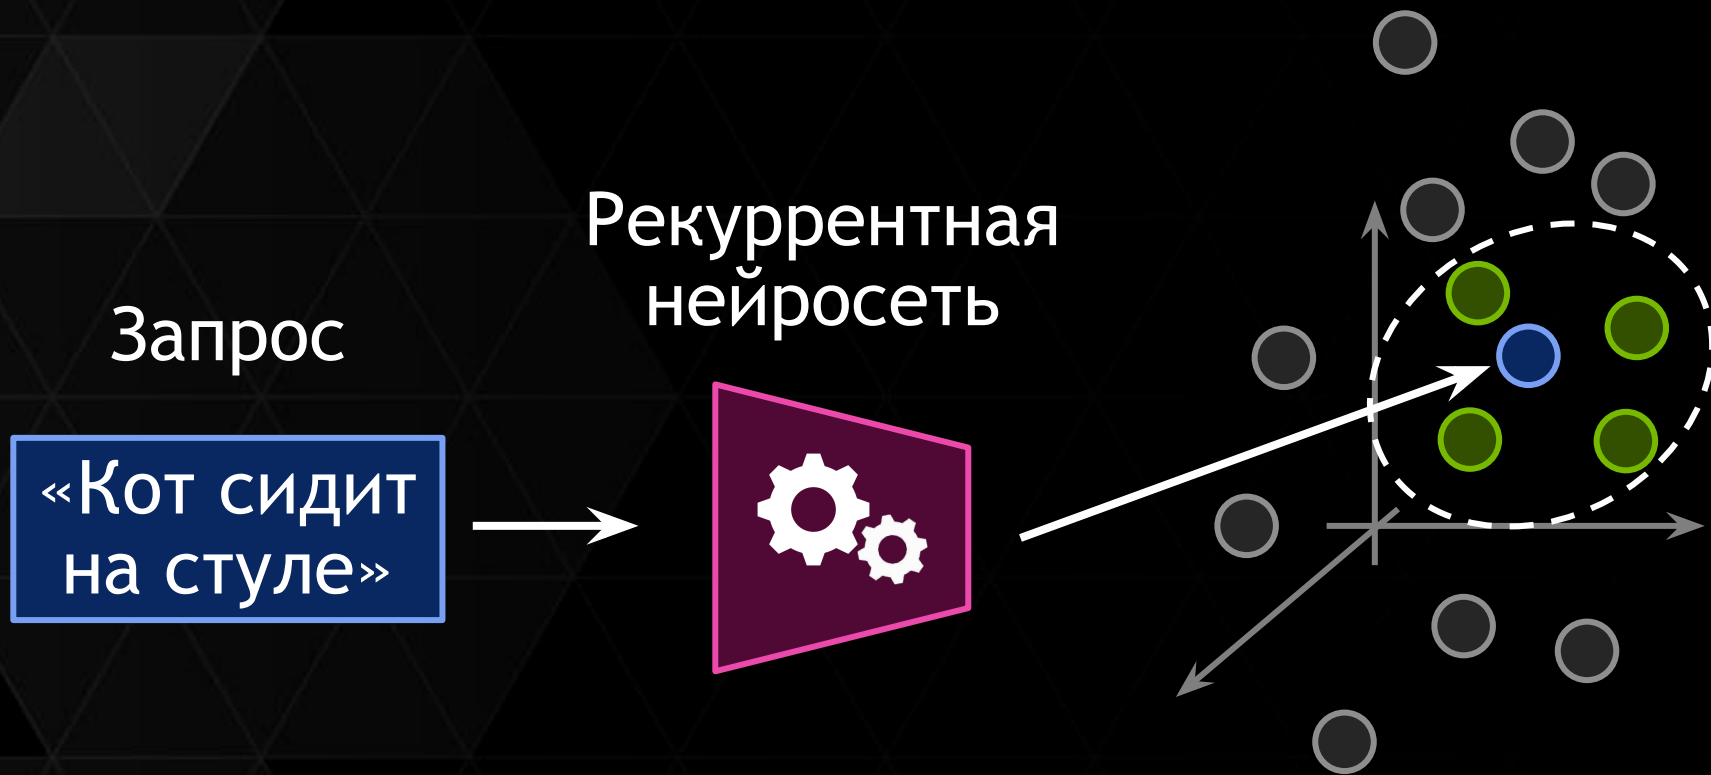 Запрос
«Кот сидит
на стуле»
Рекуррентная
нейросеть